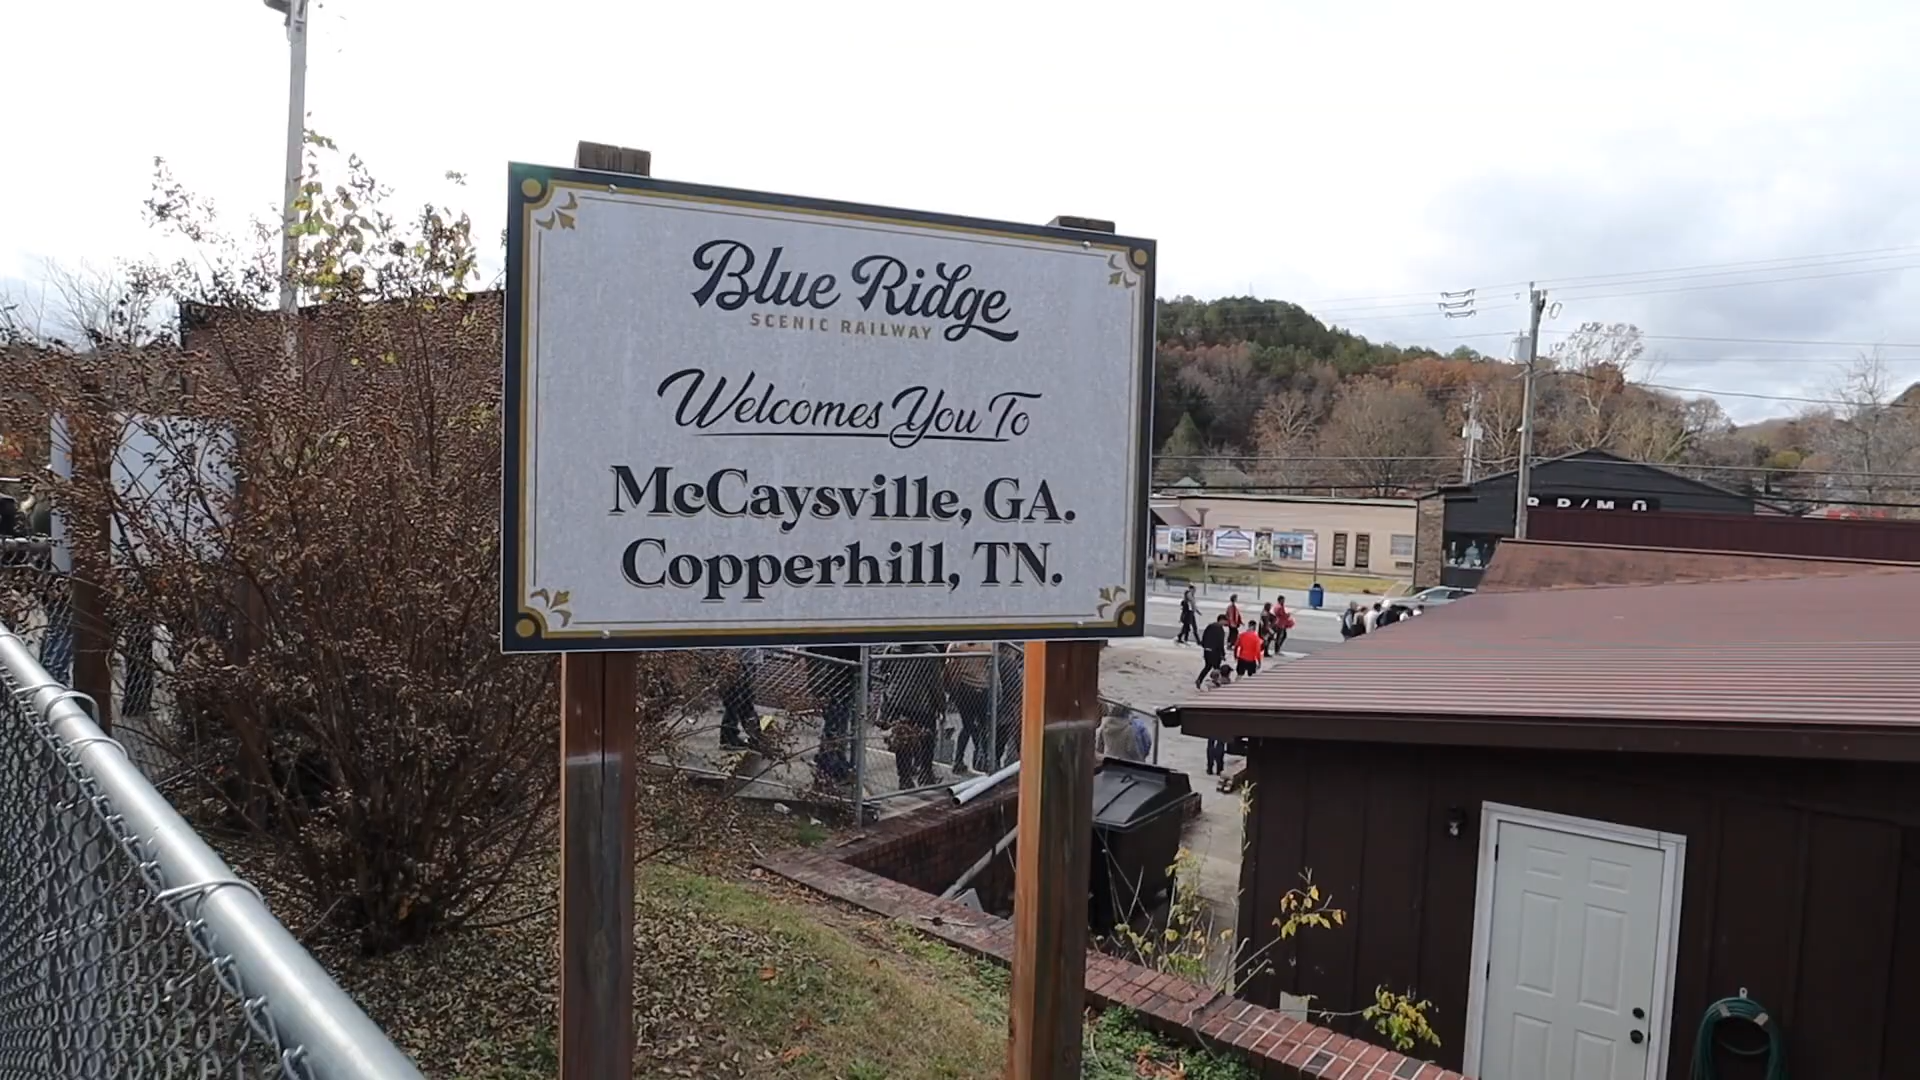 Blue Ridge
SCENIC RAILWAY
Welcomes You To
McCaysville, GA.
Copperhill, TN.